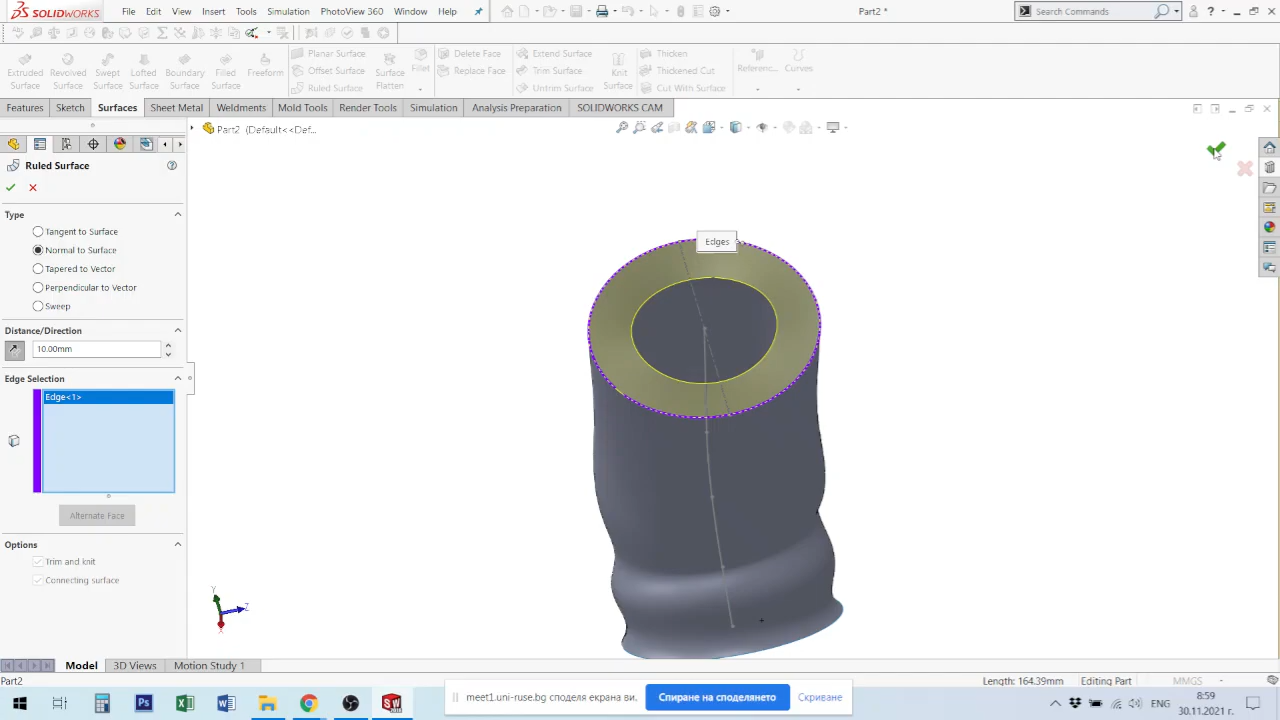 SOLIDWORKS File Edit View Insert Tools Simulation PhotoView 360 Window Help Part2 * Search Commands
Extruded Surface Revolved Surface Swept Surface Lofted Surface Boundary Surface Filled Surface Freeform Planar Surface Offset Surface Ruled Surface Surface Flatten Fillet Delete Face Replace Face Extend Surface Trim Surface Untrim Surface Knit Surface Thicken Thickened Cut Cut With Surface Referenc... Curves
Features Sketch Surfaces Sheet Metal Weldments Mold Tools Render Tools Simulation Analysis Preparation SOLIDWORKS CAM
Part2 (Default<<Def...
Ruled Surface
Type
Tangent to Surface
Normal to Surface
Tapered to Vector
Perpendicular to Vector
Sweep
Distance/Direction
10.00mm
Edge Selection
Edge<1>
Alternate Face
Options
Trim and knit
Connecting surface
Edges
Y
Z
X
Model 3D Views Motion Study 1
Part2 Length: 164.39mm Editing Part MMGS
meet1.uni-ruse.bg споделя екрана ви. Спиране на споделянето Скриване
ENG 8:59
30.11.2021 г.